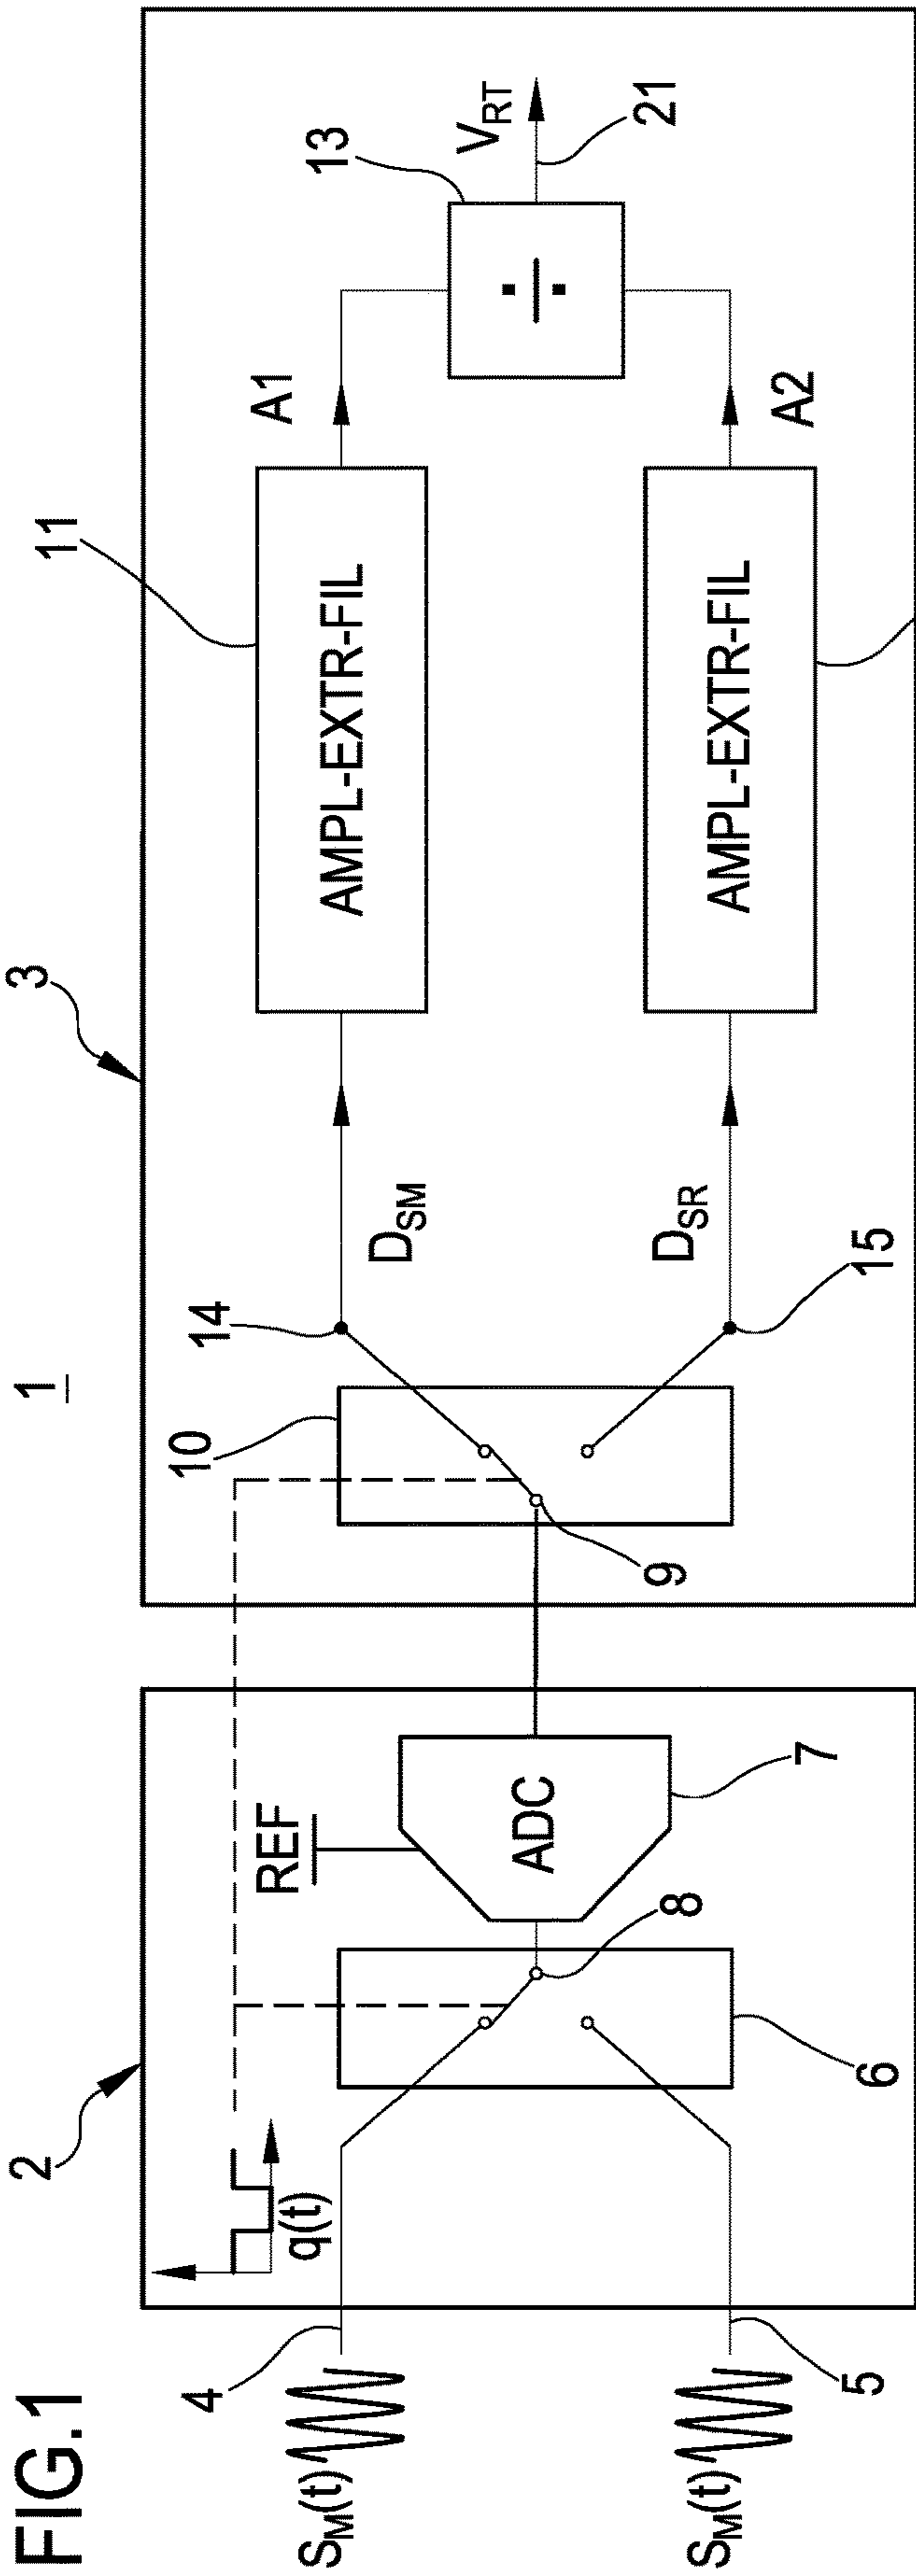 FIG.1
1
2
3
q(t)
REF
4
S_M(t)
5
S_M(t)
6
8
ADC
7
10
9
14
D_SM
D_SR
15
11
AMPL-EXTR-FIL
AMPL-EXTR-FIL
A1
A2
13
÷
V_RT
21